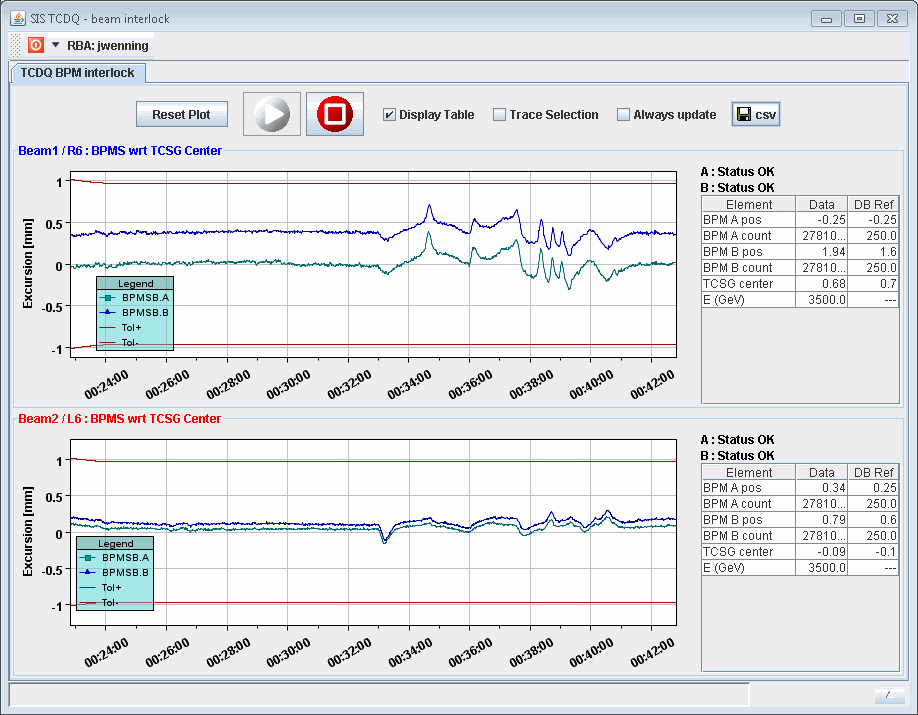 SIS TCDQ - beam interlock
RBA: jwenning
TCDQ BPM interlock
Reset Plot
Display Table
Trace Selection
Always update
csv
Beam1 / R6 : BPMS wrt TCSG Center
Excursion [mm]
1
0.5
0
-0.5
-1
Legend
BPMSB.A
BPMSB.B
Tol+
Tol-
00:24:00 00:26:00 00:28:00 00:30:00 00:32:00 00:34:00 00:36:00 00:38:00 00:40:00 00:42:00
A : Status OK
B : Status OK
Element Data DB Ref
BPM A pos -0.25 -0.25
BPM A count 27810... 250.0
BPM B pos 1.94 1.6
BPM B count 27810... 250.0
TCSG center 0.68 0.7
E (GeV) 3500.0 ---
Beam2 / L6 : BPMS wrt TCSG Center
Excursion [mm]
1
0.5
0
-0.5
-1
Legend
BPMSB.A
BPMSB.B
Tol+
Tol-
00:24:00 00:26:00 00:28:00 00:30:00 00:32:00 00:34:00 00:36:00 00:38:00 00:40:00 00:42:00
A : Status OK
B : Status OK
Element Data DB Ref
BPM A pos 0.34 0.25
BPM A count 27810... 250.0
BPM B pos 0.79 0.6
BPM B count 27810... 250.0
TCSG center -0.09 -0.1
E (GeV) 3500.0 ---